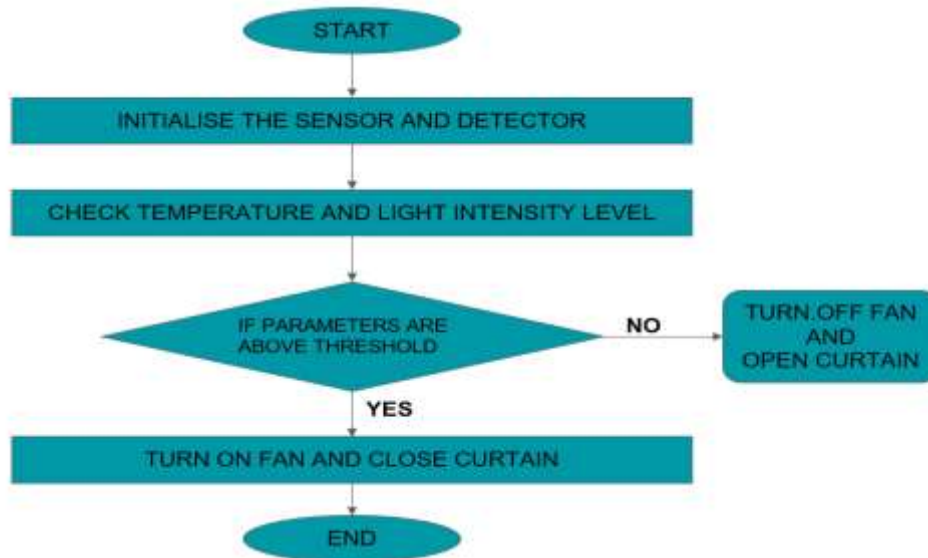 START
INITIALISE THE SENSOR AND DETECTOR
CHECK TEMPERATURE AND LIGHT INTENSITY LEVEL
IF PARAMETERS ARE
ABOVE THRESHOLD
NO
TURN OFF FAN
AND
OPEN CURTAIN
YES
TURN ON FAN AND CLOSE CURTAIN
END